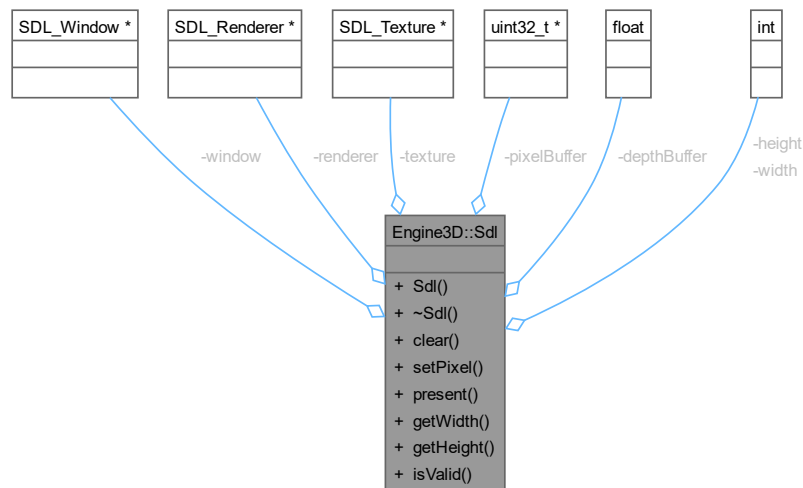 SDL_Window *
SDL_Renderer *
SDL_Texture *
uint32_t *
float
int
-window
-renderer
-texture
-pixelBuffer
-depthBuffer
-height
-width
Engine3D::Sdl
+ Sdl()
+ ~Sdl()
+ clear()
+ setPixel()
+ present()
+ getWidth()
+ getHeight()
+ isValid()